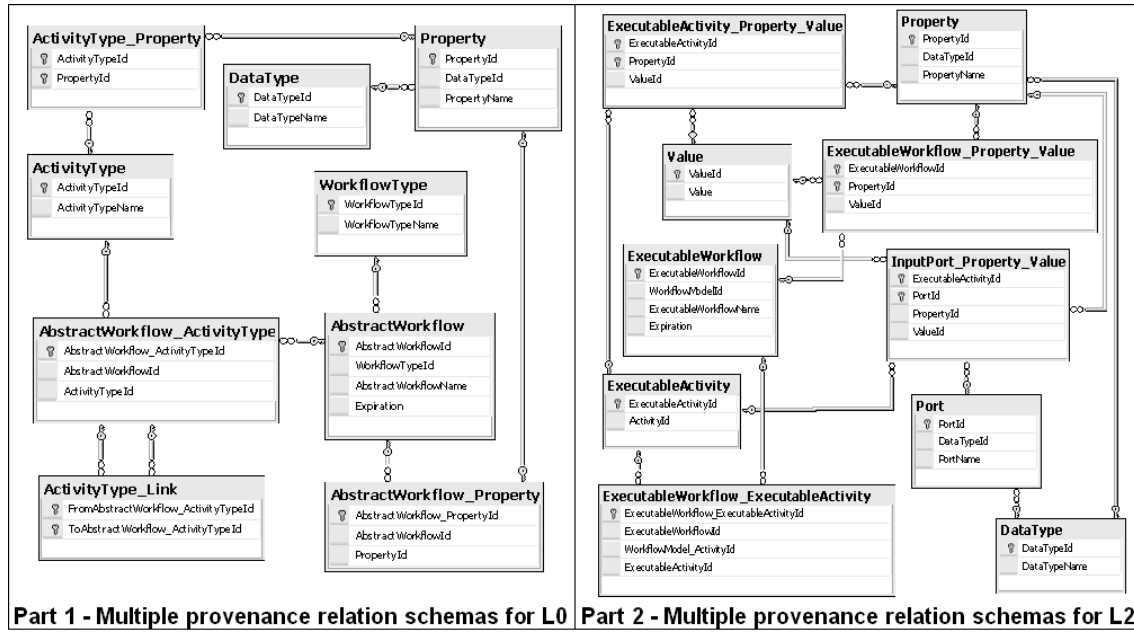 ActivityType_Property
ActivityTypeId
PropertyId
Property
PropertyId
DataTypeId
PropertyName
DataType
DataTypeId
DataTypeName
ActivityType
ActivityTypeId
ActivityTypeName
WorkflowType
WorkflowTypeId
WorkflowTypeName
AbstractWorkflow_ActivityType
AbstractWorkflow_ActivityTypeId
AbstractWorkflowId
ActivityTypeId
AbstractWorkflow
AbstractWorkflowId
WorkflowTypeId
AbstractWorkflowName
Expiration
ActivityType_Link
FromAbstractWorkflow_ActivityTypeId
ToAbstractWorkflow_ActivityTypeId
AbstractWorkflow_Property
AbstractWorkflow_PropertyId
AbstractWorkflowId
PropertyId
Part 1 - Multiple provenance relation schemas for L0
ExecutableActivity_Property_Value
ExecutableActivityId
PropertyId
ValueId
Property
PropertyId
DataTypeId
PropertyName
Value
ValueId
Value
ExecutableWorkflow_Property_Value
ExecutableWorkflowId
PropertyId
ValueId
ExecutableWorkflow
ExecutableWorkflowId
WorkflowModelId
ExecutableWorkflowName
Expiration
InputPort_Property_Value
ExecutableActivityId
PortId
PropertyId
ValueId
ExecutableActivity
ExecutableActivityId
ActivityId
Port
PortId
DataTypeId
PortName
ExecutableWorkflow_ExecutableActivity
ExecutableWorkflow_ExecutableActivityId
ExecutableWorkflowId
WorkflowModel_ActivityId
ExecutableActivityId
DataType
DataTypeId
DataTypeName
Part 2 - Multiple provenance relation schemas for L2